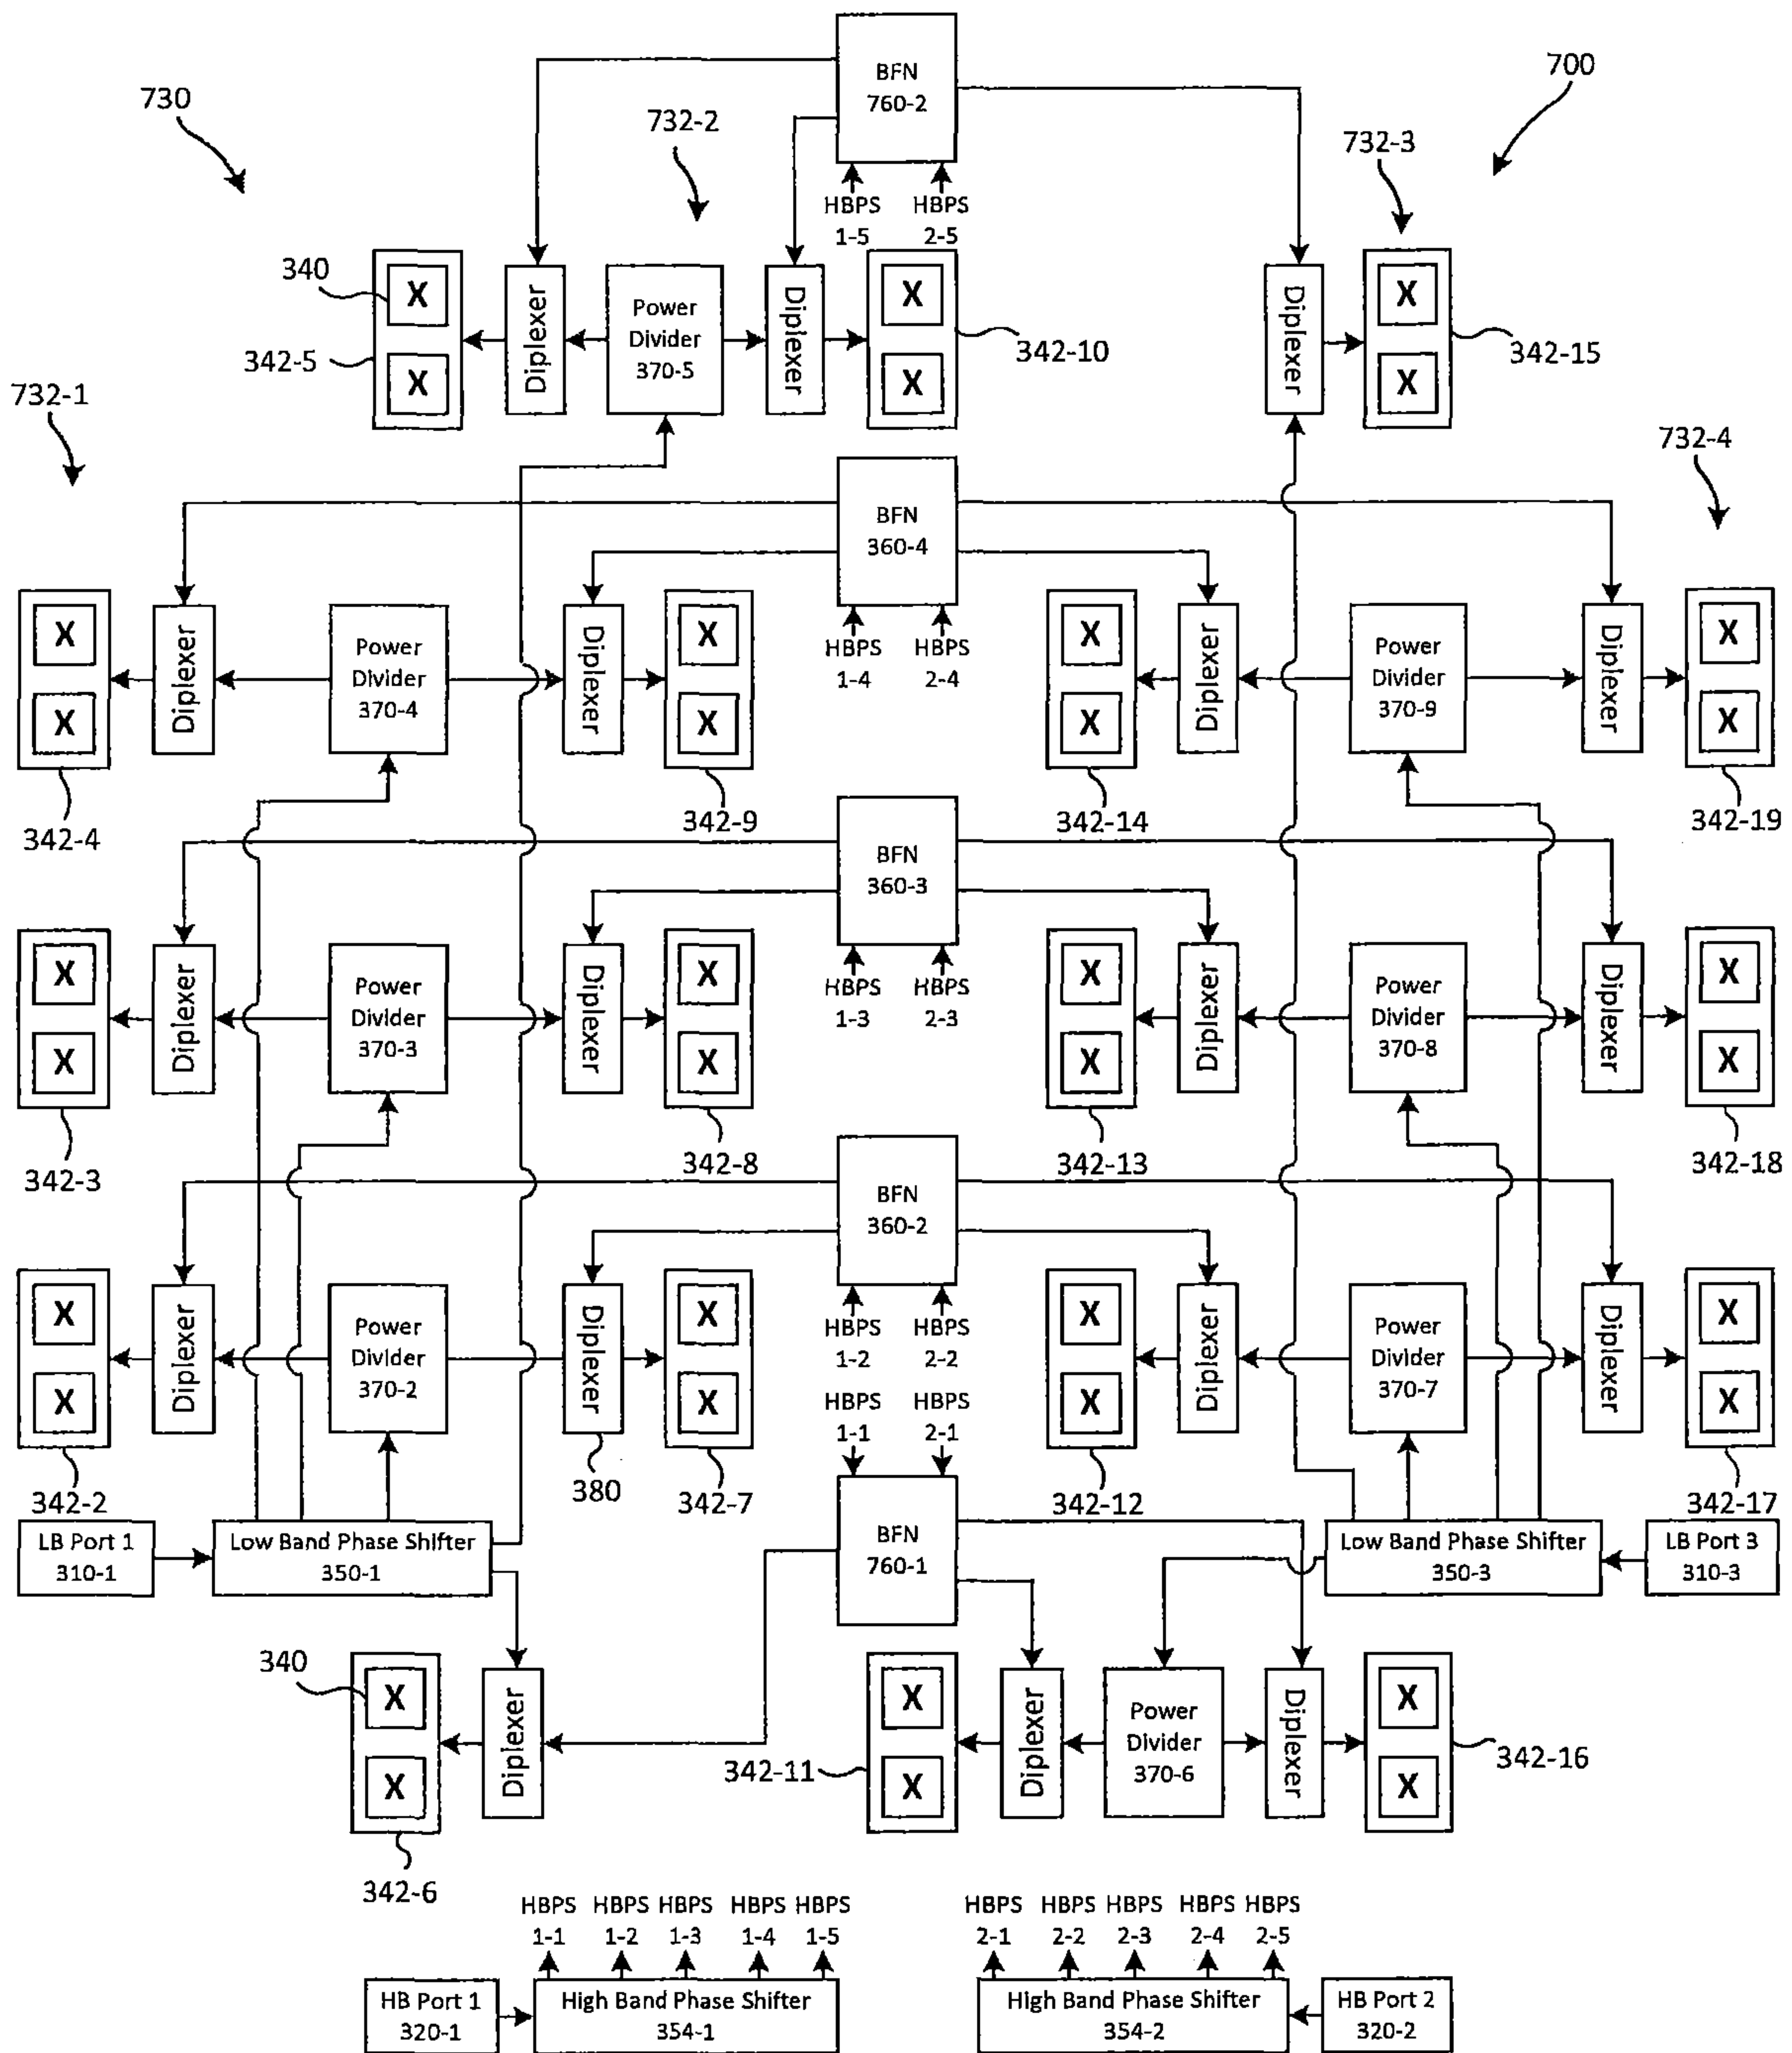 BFN
760-2
730
732-2
700
732-3
HBPS HBPS
1-5 2-5
340
X
X
342-5
Diplexer
Power
Divider
370-5
Diplexer
X
X
342-10
Diplexer
X
X
342-15
732-1
732-4
BFN
360-4
HBPS HBPS
1-4 2-4
X
X
342-4
Diplexer
Power
Divider
370-4
Diplexer
X
X
342-9
X
X
342-14
Diplexer
Power
Divider
370-9
Diplexer
X
X
342-19
BFN
360-3
HBPS HBPS
1-3 2-3
X
X
342-3
Diplexer
Power
Divider
370-3
Diplexer
X
X
342-8
X
X
342-13
Diplexer
Power
Divider
370-8
Diplexer
X
X
342-18
BFN
360-2
HBPS HBPS
1-2 2-2
X
X
342-2
Diplexer
Power
Divider
370-2
Diplexer
380
X
X
342-7
X
X
342-12
Diplexer
Power
Divider
370-7
Diplexer
X
X
342-17
HBPS HBPS
1-1 2-1
BFN
760-1
LB Port 1
310-1
Low Band Phase Shifter
350-1
Low Band Phase Shifter
350-3
LB Port 3
310-3
340
X
X
342-6
Diplexer
342-11
X
X
Diplexer
Power
Divider
370-6
Diplexer
X
X
342-16
HBPS HBPS HBPS HBPS HBPS
1-1 1-2 1-3 1-4 1-5
HBPS HBPS HBPS HBPS HBPS
2-1 2-2 2-3 2-4 2-5
HB Port 1
320-1
High Band Phase Shifter
354-1
High Band Phase Shifter
354-2
HB Port 2
320-2